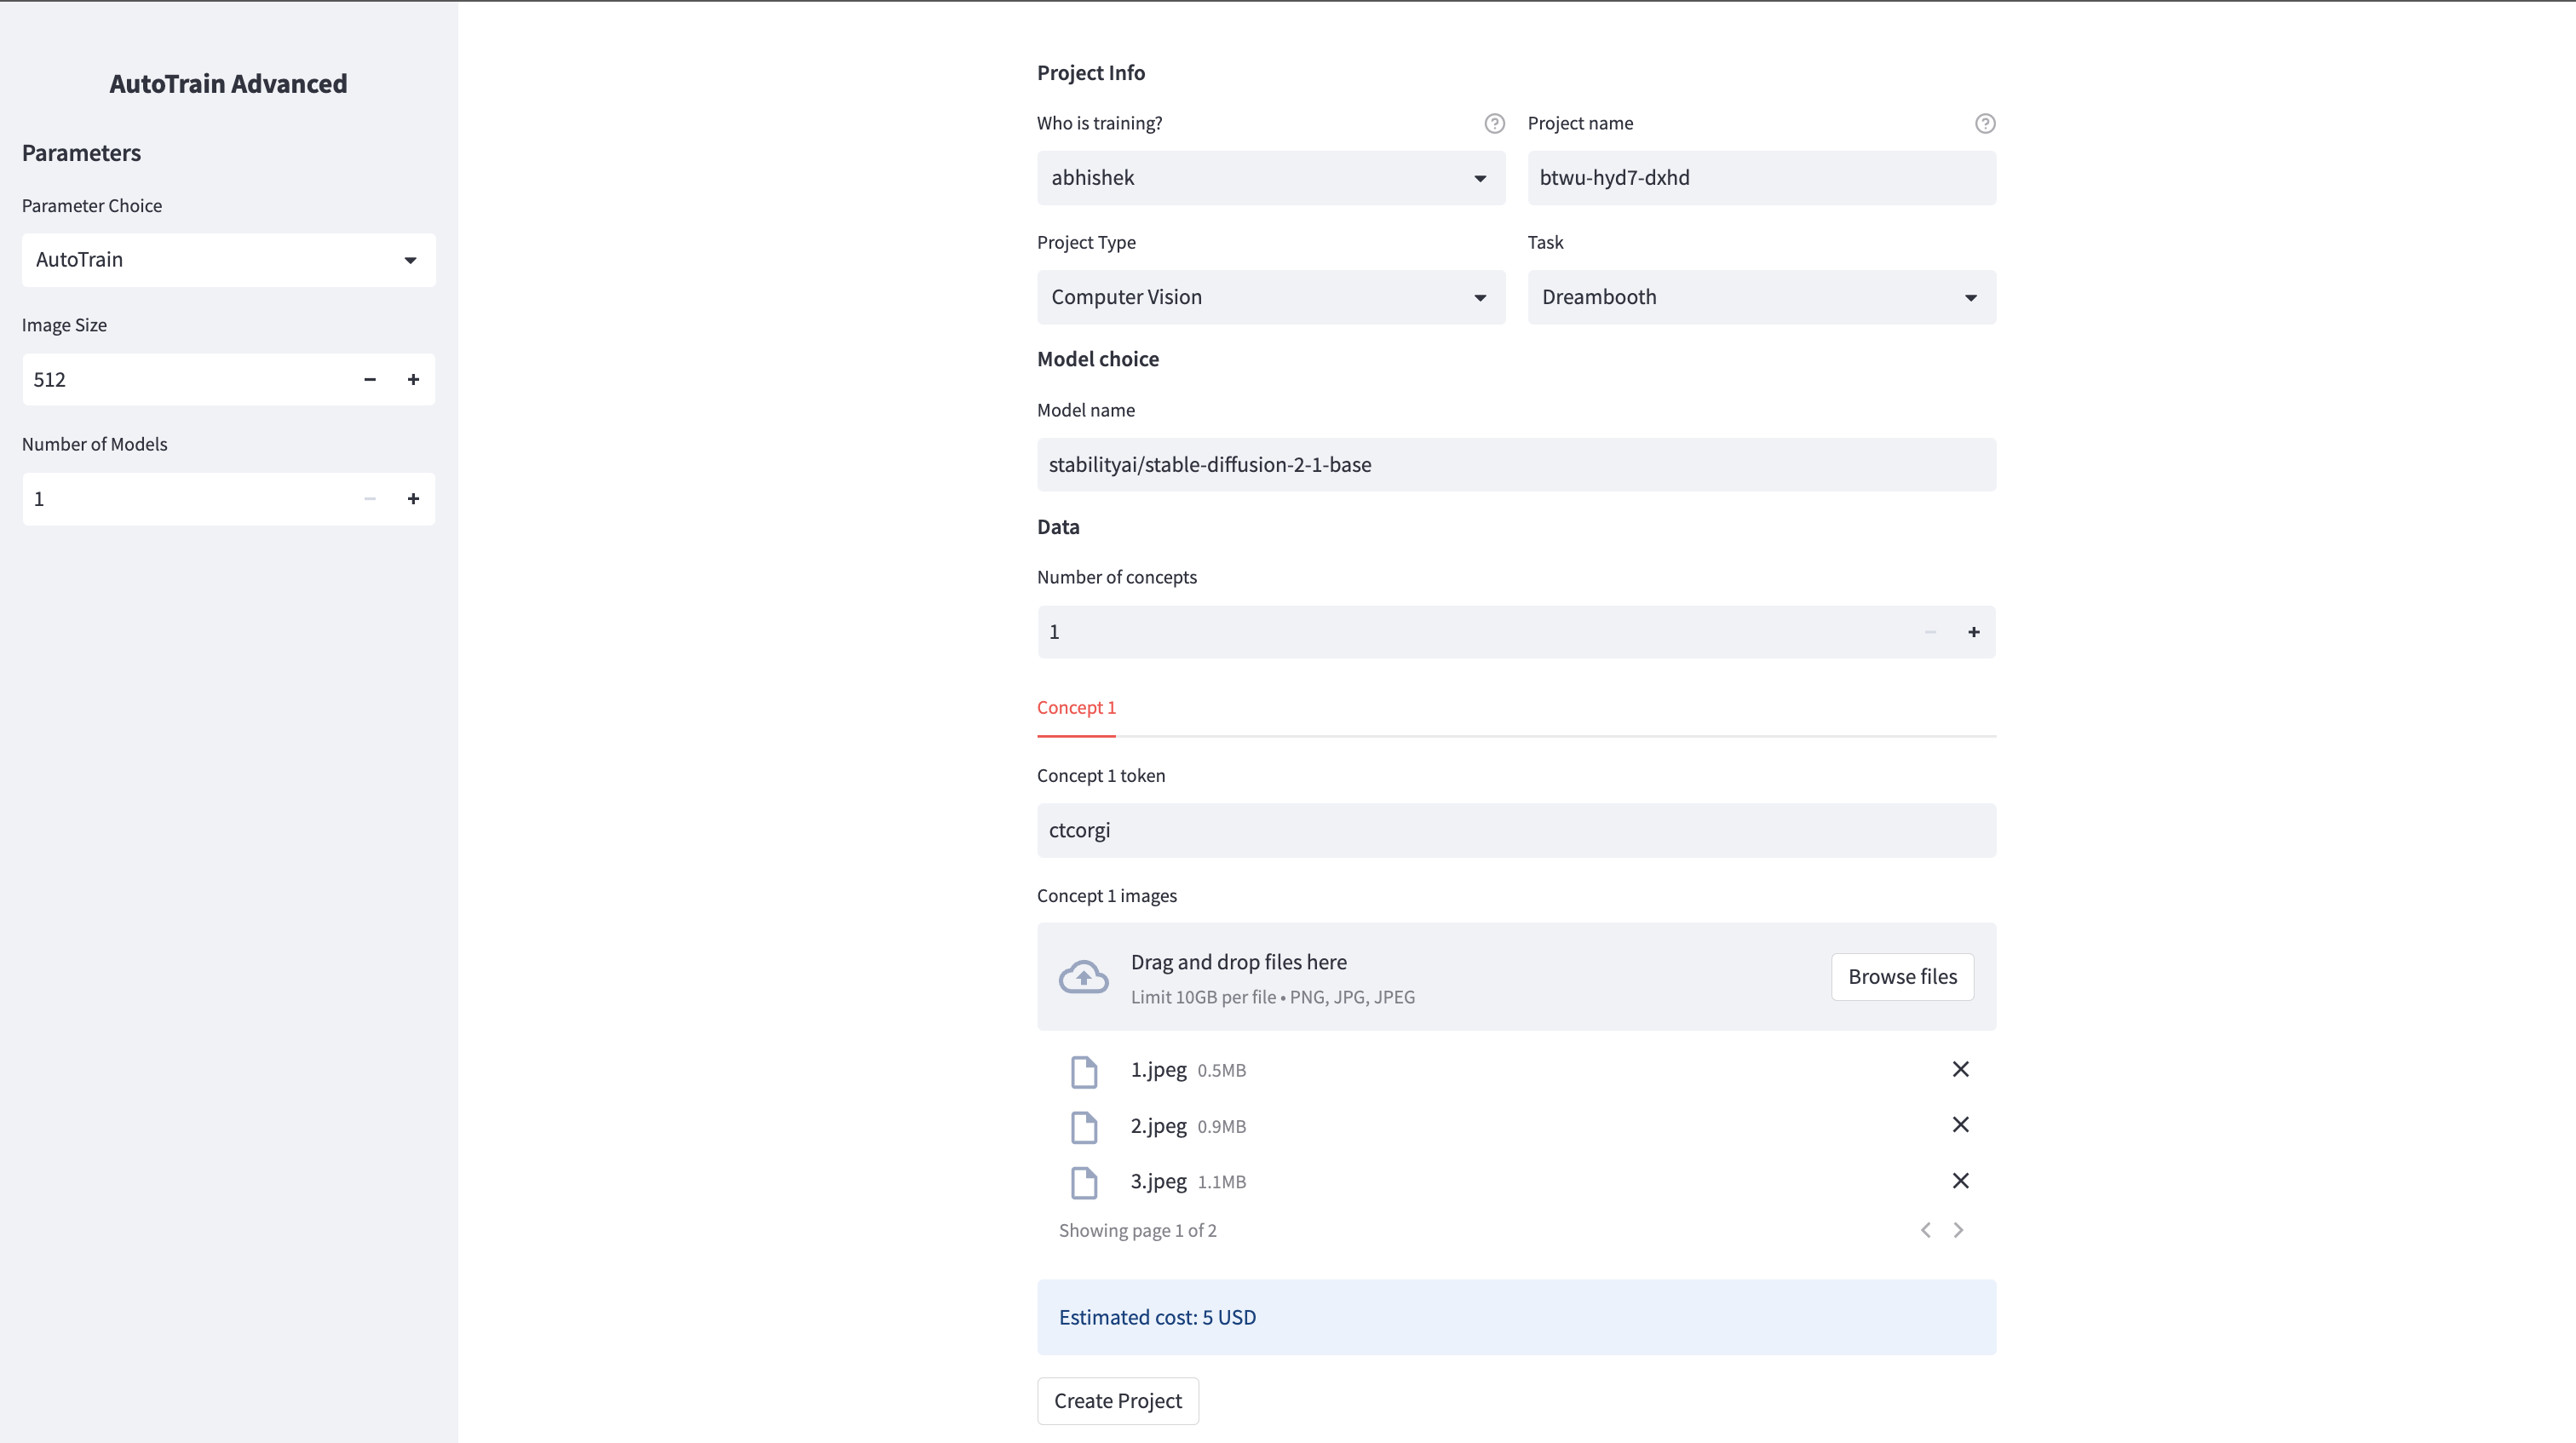 AutoTrain Advanced
Parameters
Parameter Choice
AutoTrain
Image Size
512
Number of Models
1
Project Info
Who is training?
abhishek
Project name
btwu-hyd7-dxhd
Project Type
Computer Vision
Task
Dreambooth
Model choice
Model name
stabilityai/stable-diffusion-2-1-base
Data
Number of concepts
1
Concept 1
Concept 1 token
ctcorgi
Concept 1 images
Drag and drop files here
Limit 10GB per file • PNG, JPG, JPEG
Browse files
1.jpeg 0.5MB
2.jpeg 0.9MB
3.jpeg 1.1MB
Showing page 1 of 2
Estimated cost: 5 USD
Create Project